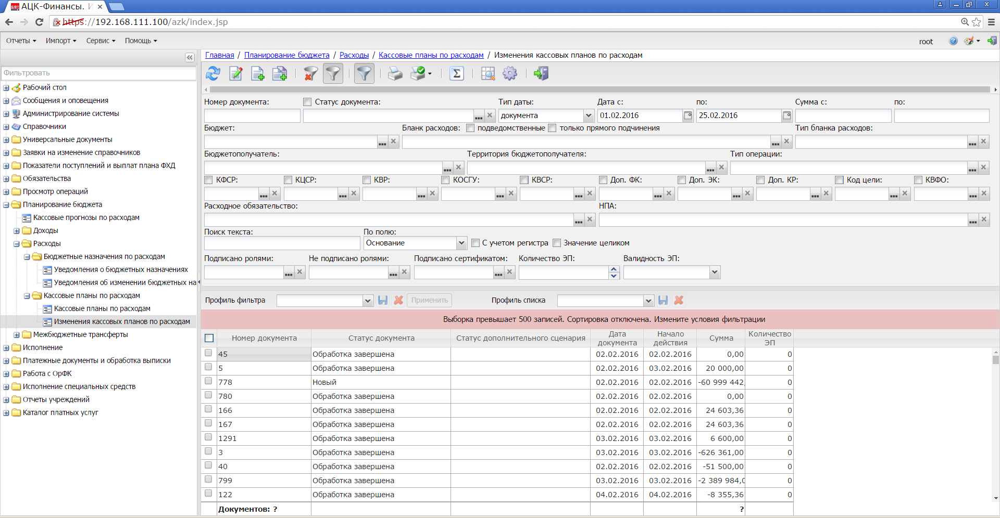 БФТ АЦК-Финансы.
https://192.168.111.100/azk/index.jsp
Отчеты Импорт Сервис Помощь root
Фильтровать
Рабочий стол
Сообщения и оповещения
Администрирование системы
Справочники
Универсальные документы
Заявки на изменение справочников
Показатели поступлений и выплат плана ФХД
Обязательства
Просмотр операций
Планирование бюджета
Кассовые прогнозы по расходам
Доходы
Расходы
Бюджетные назначения по расходам
Уведомления о бюджетных назначениях
Уведомления об изменении бюджетных на
Кассовые планы по расходам
Кассовые планы по расходам
Изменения кассовых планов по расходам
Межбюджетные трансферты
Исполнение
Платежные документы и обработка выписки
Работа с ОрФК
Исполнение специальных средств
Отчеты учреждений
Каталог платных услуг
Главная / Планирование бюджета / Расходы / Кассовые планы по расходам / Изменения кассовых планов по расходам
Номер документа: Статус документа: Тип даты: Дата с: по: Сумма с: по:
документа 01.02.2016 25.02.2016
Бюджет: Бланк расходов: подведомственные только прямого подчинения Тип бланка расходов:
Бюджетополучатель: Территория бюджетополучателя: Тип операции:
КФСР: КЦСР: КВР: КОСГУ: КВСР: Доп. ФК: Доп. ЭК: Доп. КР: Код цели: КВФО:
Расходное обязательство: НПА:
Поиск текста: По полю:
Основание С учетом регистра Значение целиком
Подписано ролями: Не подписано ролями: Подписано сертификатом: Количество ЭП: Валидность ЭП:
Профиль фильтра Применить Профиль списка
Выборка превышает 500 записей. Сортировка отключена. Измените условия фильтрации
Номер документа Статус документа Статус дополнительного сценария Дата документа Начало действия Сумма Количество ЭП
45 Обработка завершена 02.02.2016 02.02.2016 0,00 0
5 Обработка завершена 02.02.2016 03.02.2016 20 000,00 0
778 Новый 02.02.2016 02.02.2016 -60 999 442, 0
780 Обработка завершена 02.02.2016 02.02.2016 0,00 0
166 Обработка завершена 02.02.2016 02.02.2016 24 603,36 0
167 Обработка завершена 02.02.2016 02.02.2016 24 603,36 0
1291 Обработка завершена 03.02.2016 03.02.2016 6 600,00 0
3 Обработка завершена 03.02.2016 03.02.2016 -626 361,00 0
40 Обработка завершена 02.02.2016 02.02.2016 -51 500,00 0
799 Обработка завершена 03.02.2016 03.02.2016 -2 389 984,0 0
122 Обработка завершена 04.02.2016 04.02.2016 -8 355,36 0
Документов: ? ?